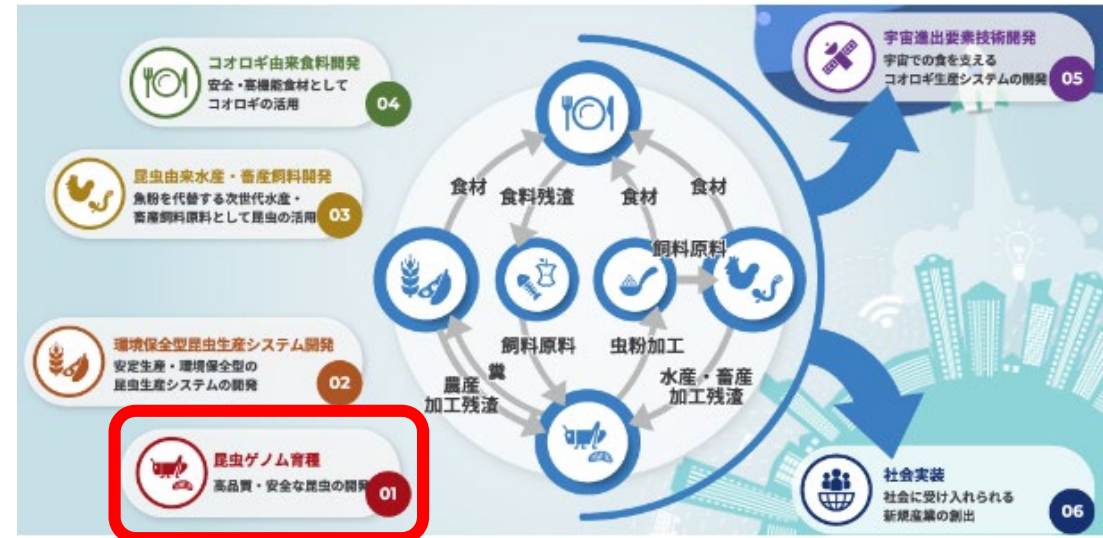 コオロギ由来食料開発
安全・高機能食材として
コオロギの活用
04
昆虫由来水産・畜産飼料開発
魚粉を代替する次世代水産・
畜産飼料原料として昆虫の活用
03
環境保全型昆虫生産システム開発
安定生産・環境保全型の
昆虫生産システムの開発
02
昆虫ゲノム育種
高品質・安全な昆虫の開発
01
食材
食料残渣
食材
食材
飼料原料
飼料原料
虫粉加工
糞
農産
加工残渣
水産・畜産
加工残渣
宇宙進出要素技術開発
宇宙での食を支える
コオロギ生産システムの開発
05
社会実装
社会に受け入れられる
新規産業の創出
06